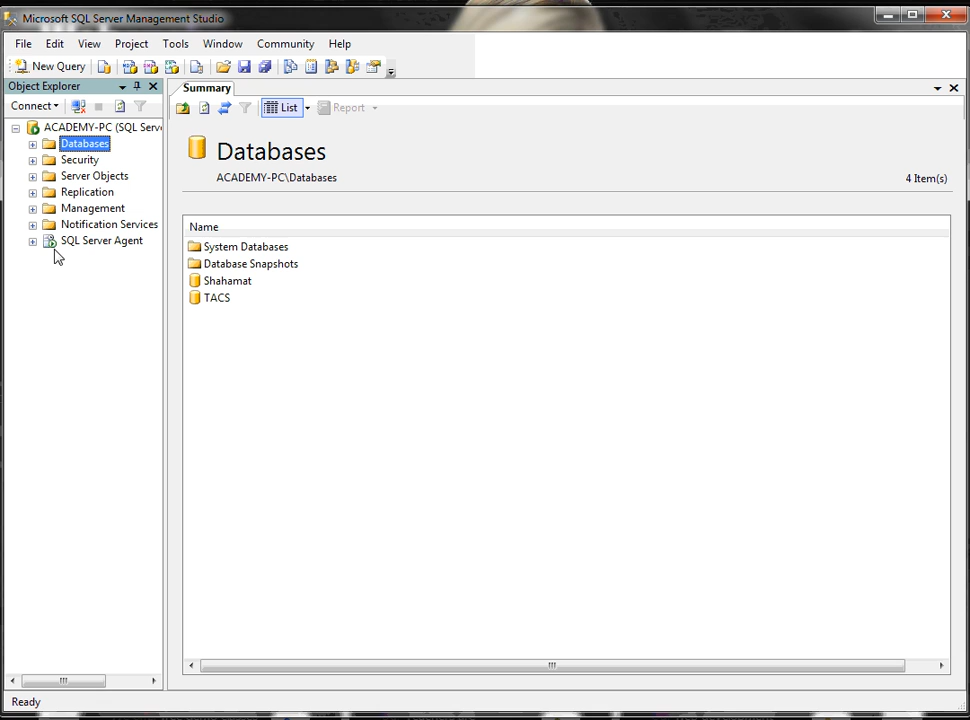 Microsoft SQL Server Management Studio
File Edit View Project Tools Window Community Help
New Query
Object Explorer
Connect
ACADEMY-PC (SQL Serve
Databases
Security
Server Objects
Replication
Management
Notification Services
SQL Server Agent
Summary
List Report
Databases
ACADEMY-PC\Databases
4 Item(s)
Name
System Databases
Database Snapshots
Shahamat
TACS
Ready